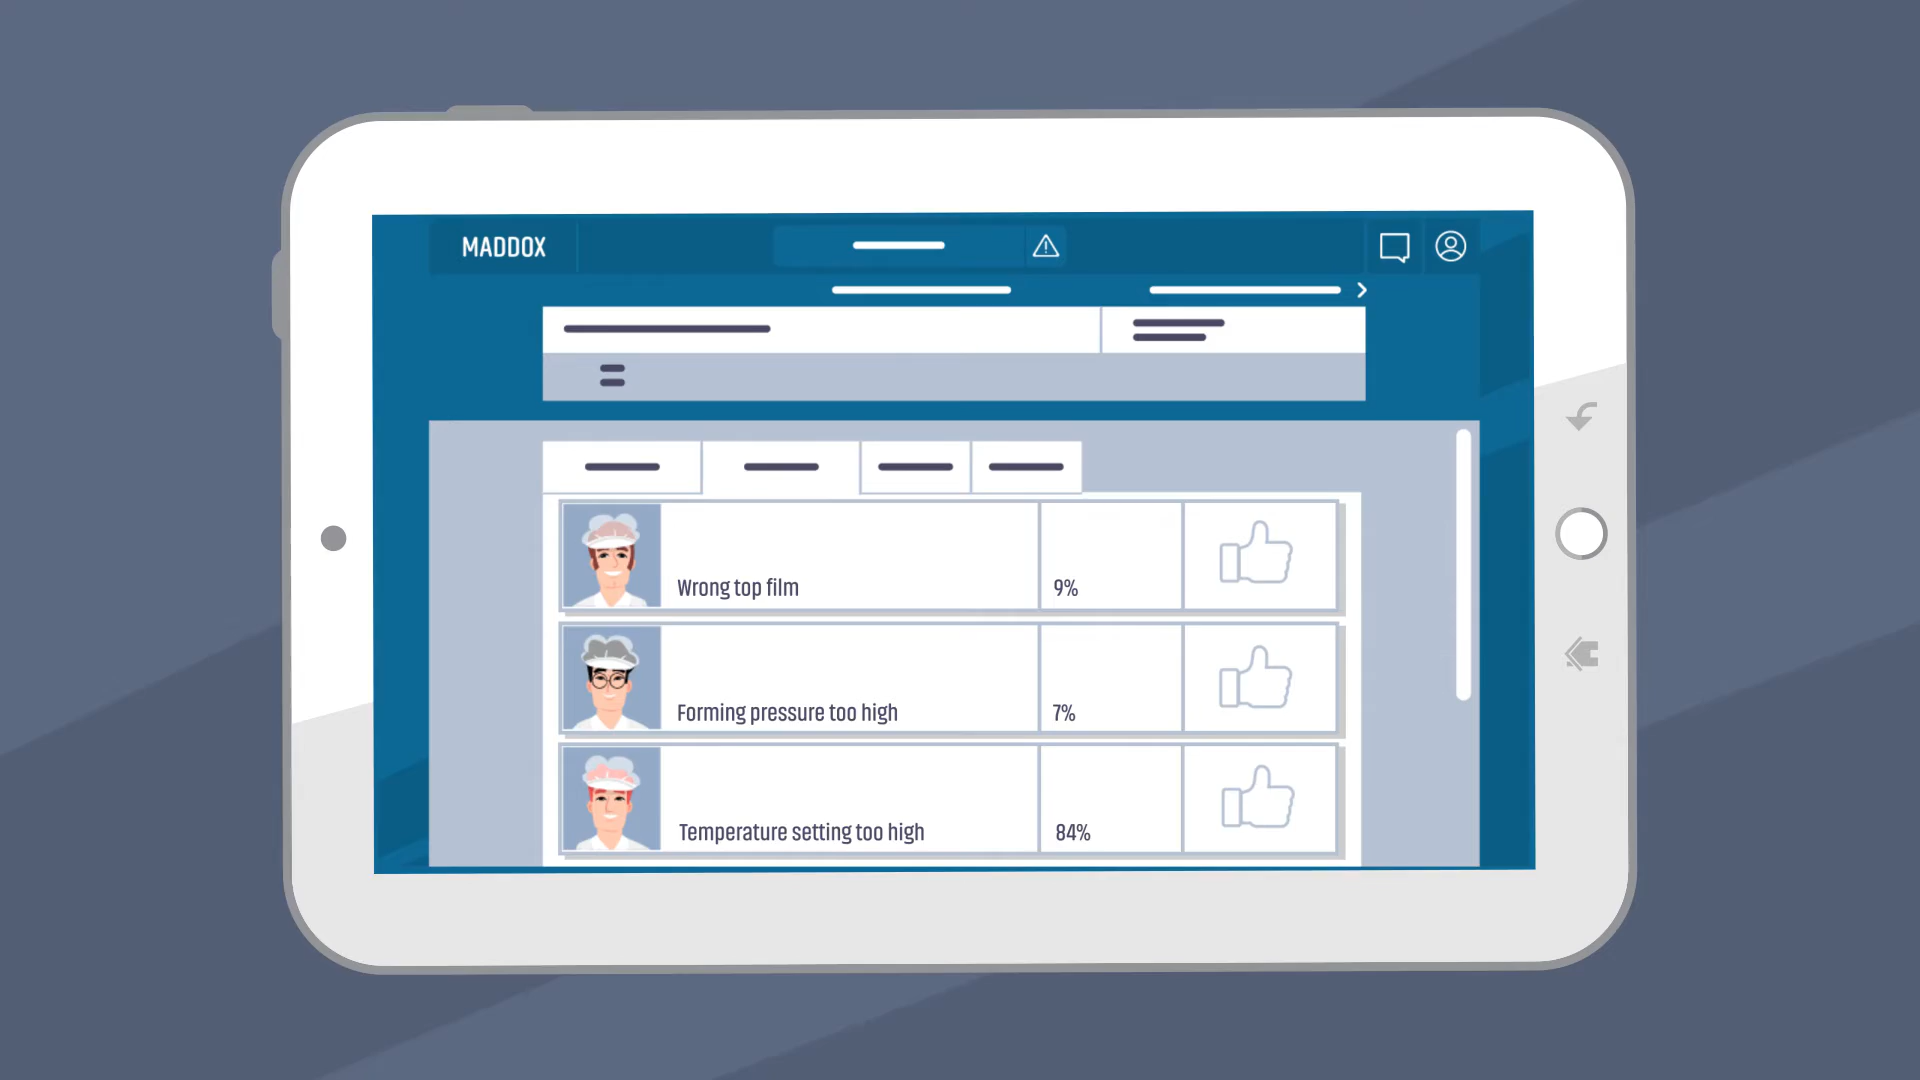 MADDOX
Wrong top film
9%
Forming pressure too high
7%
Temperature setting too high
84%